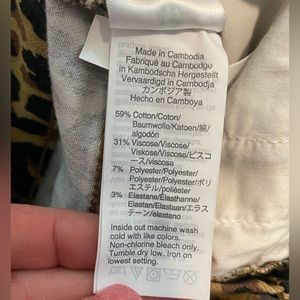 Made in Cambodia
Fabriqué au Cambodge
in Kambodscha Hergestellt
Vervaardigd in Cambodja
カンボジア製
Hecho en Camboya
59% Cotton/Coton/
Baumwolle/Katoen/綿/
algodón
31% Viscose/Viscose/
Viskose/Viscose/ビスコ
ース/viscosa
7% Polyester/Polyester/
Polyester/Polyester/ポリ
エステル/poliéster
3% Elastane/Élasthanne/
Elastan/Elastaan/エラス
テーン/elastano
Inside out machine wash
cold with like colors.
Non-chlorine bleach only.
Tumble dry low. Iron on
lowest setting.